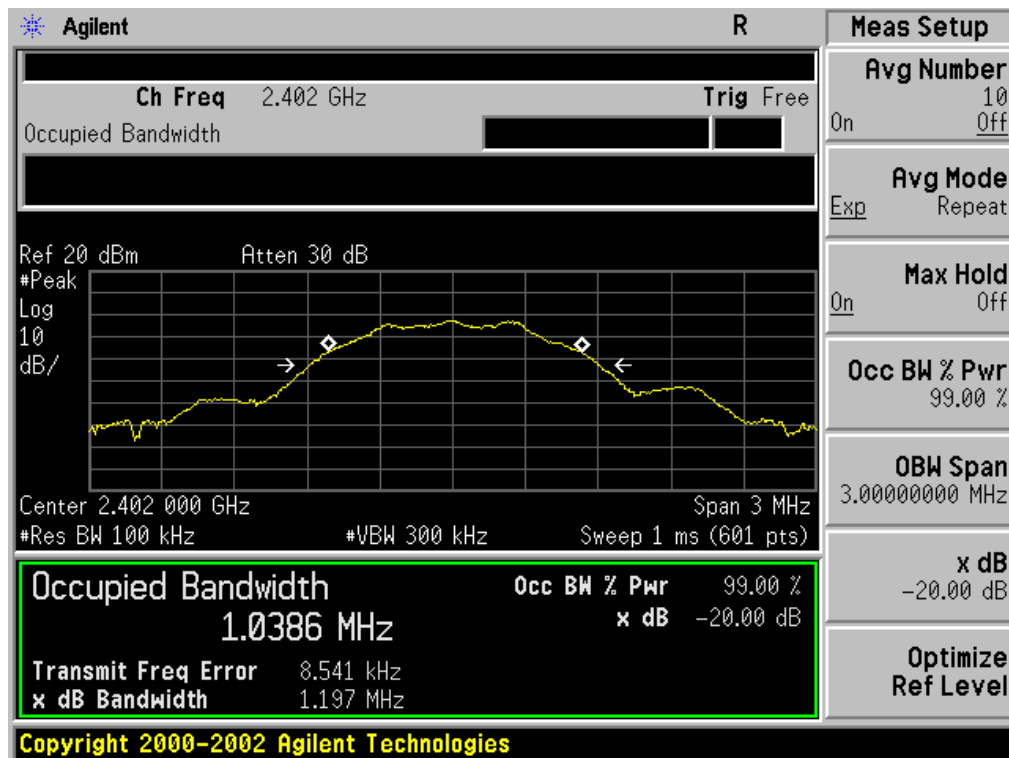 Agilent R
Ch Freq 2.402 GHz Trig Free
Occupied Bandwidth
Ref 20 dBm Atten 30 dB
#Peak
Log
10
dB/
Center 2.402 000 GHz Span 3 MHz
#Res BW 100 kHz #VBW 300 kHz Sweep 1 ms (601 pts)
Occupied Bandwidth
1.0386 MHz
Occ BW % Pwr 99.00 %
x dB -20.00 dB
Transmit Freq Error 8.541 kHz
x dB Bandwidth 1.197 MHz
Copyright 2000-2002 Agilent Technologies
Meas Setup
Avg Number
10
On Off
Avg Mode
Exp Repeat
Max Hold
On Off
Occ BW % Pwr
99.00 %
OBW Span
3.00000000 MHz
x dB
-20.00 dB
Optimize
Ref Level